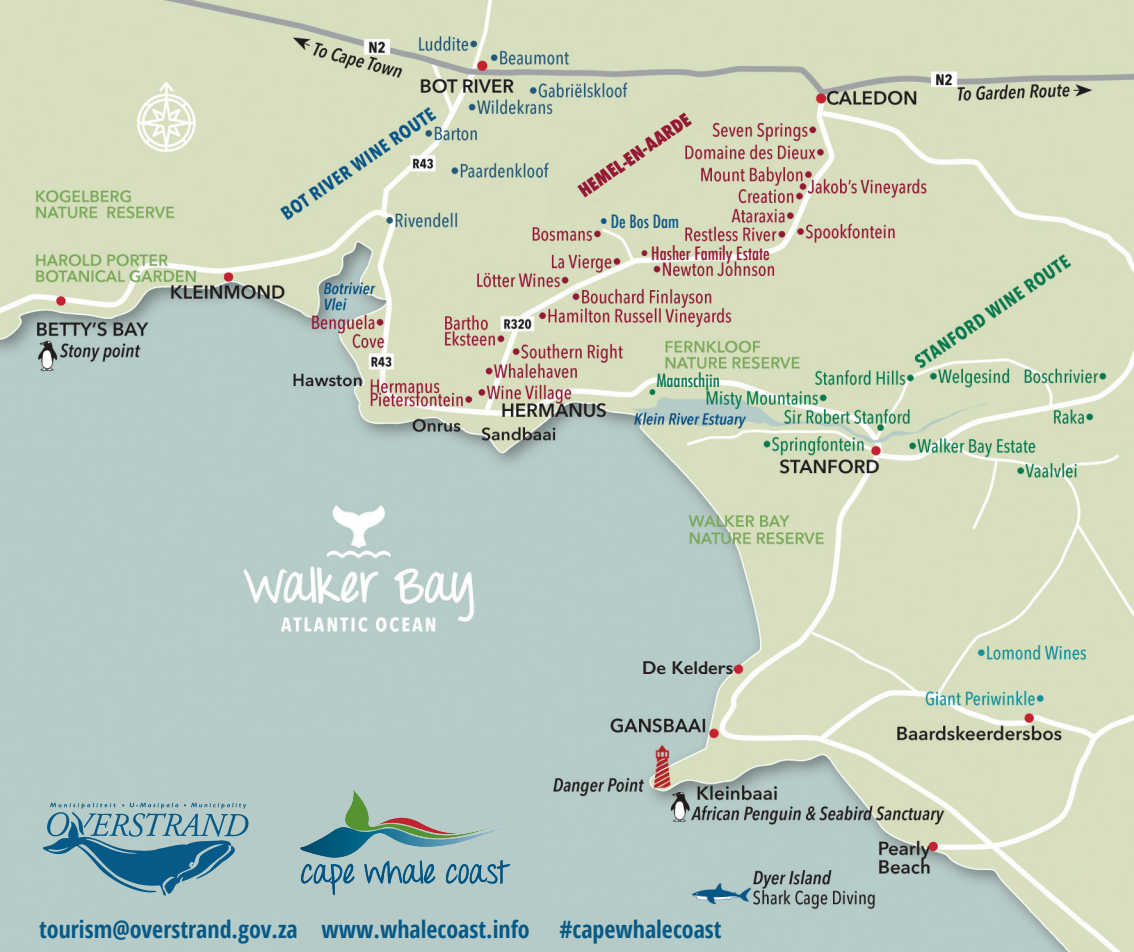 Luddite
N2
To Cape Town
Beaumont
BOT RIVER
Gabriëlskloof
Wildekrans
N2
To Garden Route
CALEDON
BOT RIVER WINE ROUTE
Barton
R43
Paardenkloof
HEMEL-EN-AARDE
Seven Springs
Domaine des Dieux
Mount Babylon
Jakob's Vineyards
Creation
Ataraxia
Restless River
Spookfontein
KOGELBERG
NATURE RESERVE
Rivendell
De Bos Dam
Bosmans
Hasher Family Estate
La Vierge
Newton Johnson
HAROLD PORTER
BOTANICAL GARDEN
KLEINMOND
Lötter Wines
Botrivier
Vlei
Bouchard Finlayson
Hamilton Russell Vineyards
BETTY'S BAY
Stony point
Benguela
Cove
Bartho
Eksteen
R320
STANFORD WINE ROUTE
Southern Right
FERNKLOOF
NATURE RESERVE
R43
Whalehaven
Hawston
Hermanus
Pietersfontein
Wine Village
Maanschijn
Stanford Hills
Welgesind
Boschrivier
Misty Mountains
HERMANUS
Onrus
Sandbaai
Klein River Estuary
Sir Robert Stanford
Raka
Springfontein
Walker Bay Estate
STANFORD
Vaalvlei
WALKER BAY
NATURE RESERVE
Walker Bay
ATLANTIC OCEAN
De Kelders
Lomond Wines
Giant Periwinkle
GANSBAAI
Baardskeerdersbos
Danger Point
Kleinbaai
African Penguin & Seabird Sanctuary
Pearly
Beach
Dyer Island
Shark Cage Diving
Munisipaliteit • U-Masipala • Municipality
OVERSTRAND
cape whale coast
tourism@overstrand.gov.za
www.whalecoast.info
#capewhalecoast